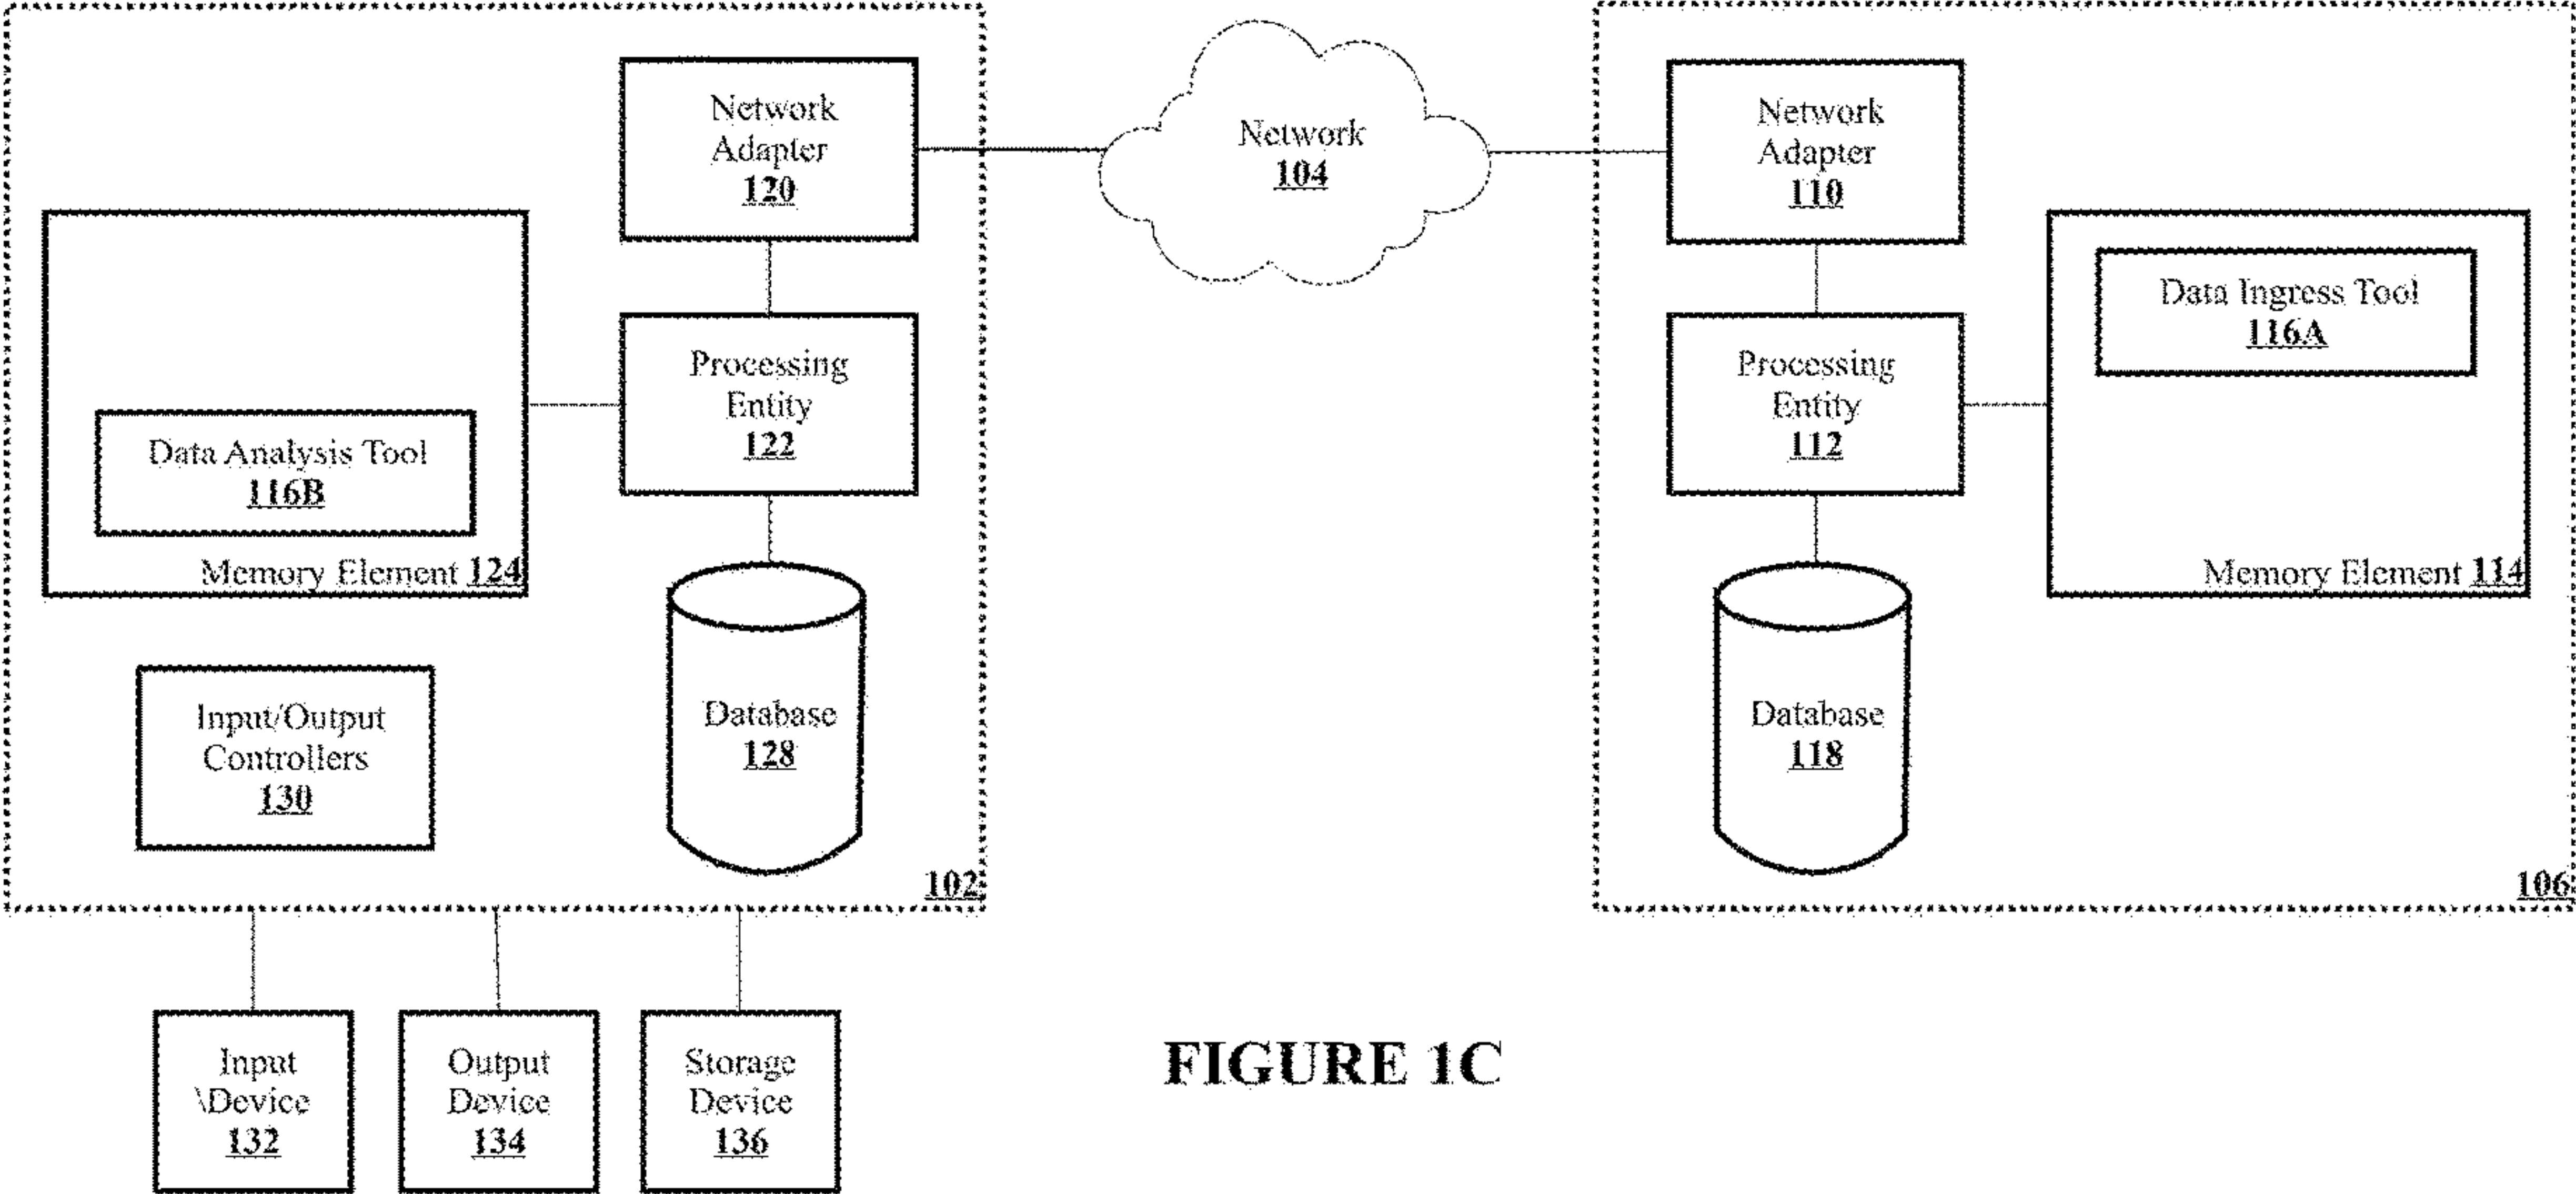 Network
Adapter
120
Network
104
Network
Adapter
110
Data Ingress Tool
116A
Processing
Entity
122
Processing
Entity
112
Data Analysis Tool
116B
Memory Element 124
Memory Element 114
Input/Output
Controllers
130
Database
128
Database
118
102
106
Input
\Device
132
Output
Device
134
Storage
Device
136
FIGURE 1C